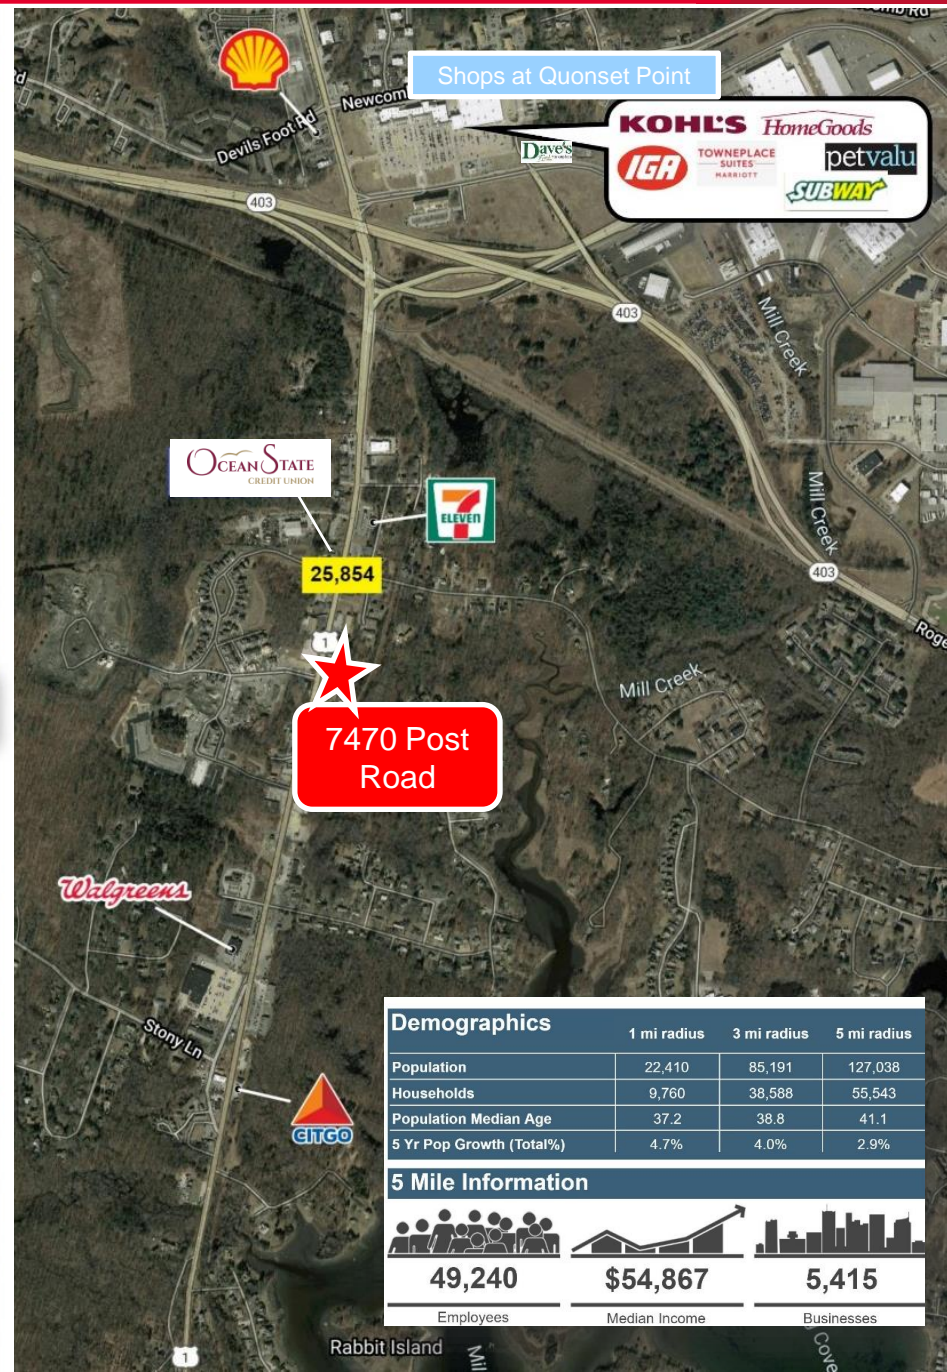 Shops at Quonset Point
Devils Foot Rd
Newcom
Dave's
KOHL'S HomeGoods
IGA
TOWNEPLACE
SUITES
MARRIOTT
petvalu
SUBWAY
403
403
Mill Creek
OCEAN STATE
CREDIT UNION
7
ELEVEN
Mill Creek
25,854
403
Roge
1
Mill Creek
7470 Post
Road
Walgreens
Stony Ln
CITGO
Demographics 1 mi radius 3 mi radius 5 mi radius
Population 22,410 85,191 127,038
Households 9,760 38,588 55,543
Population Median Age 37.2 38.8 41.1
5 Yr Pop Growth (Total%) 4.7% 4.0% 2.9%
5 Mile Information
49,240 $54,867 5,415
Employees Median Income Businesses
Rabbit Island
Mil
Cove
1